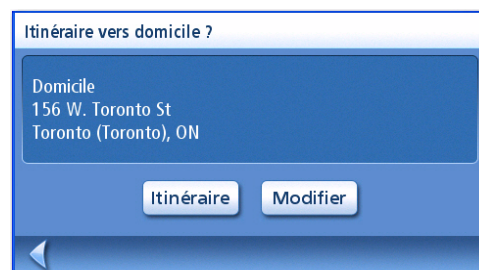 Itinéraire vers domicile ?
Domicile
156 W. Toronto St
Toronto (Toronto), ON
Itinéraire
Modifier